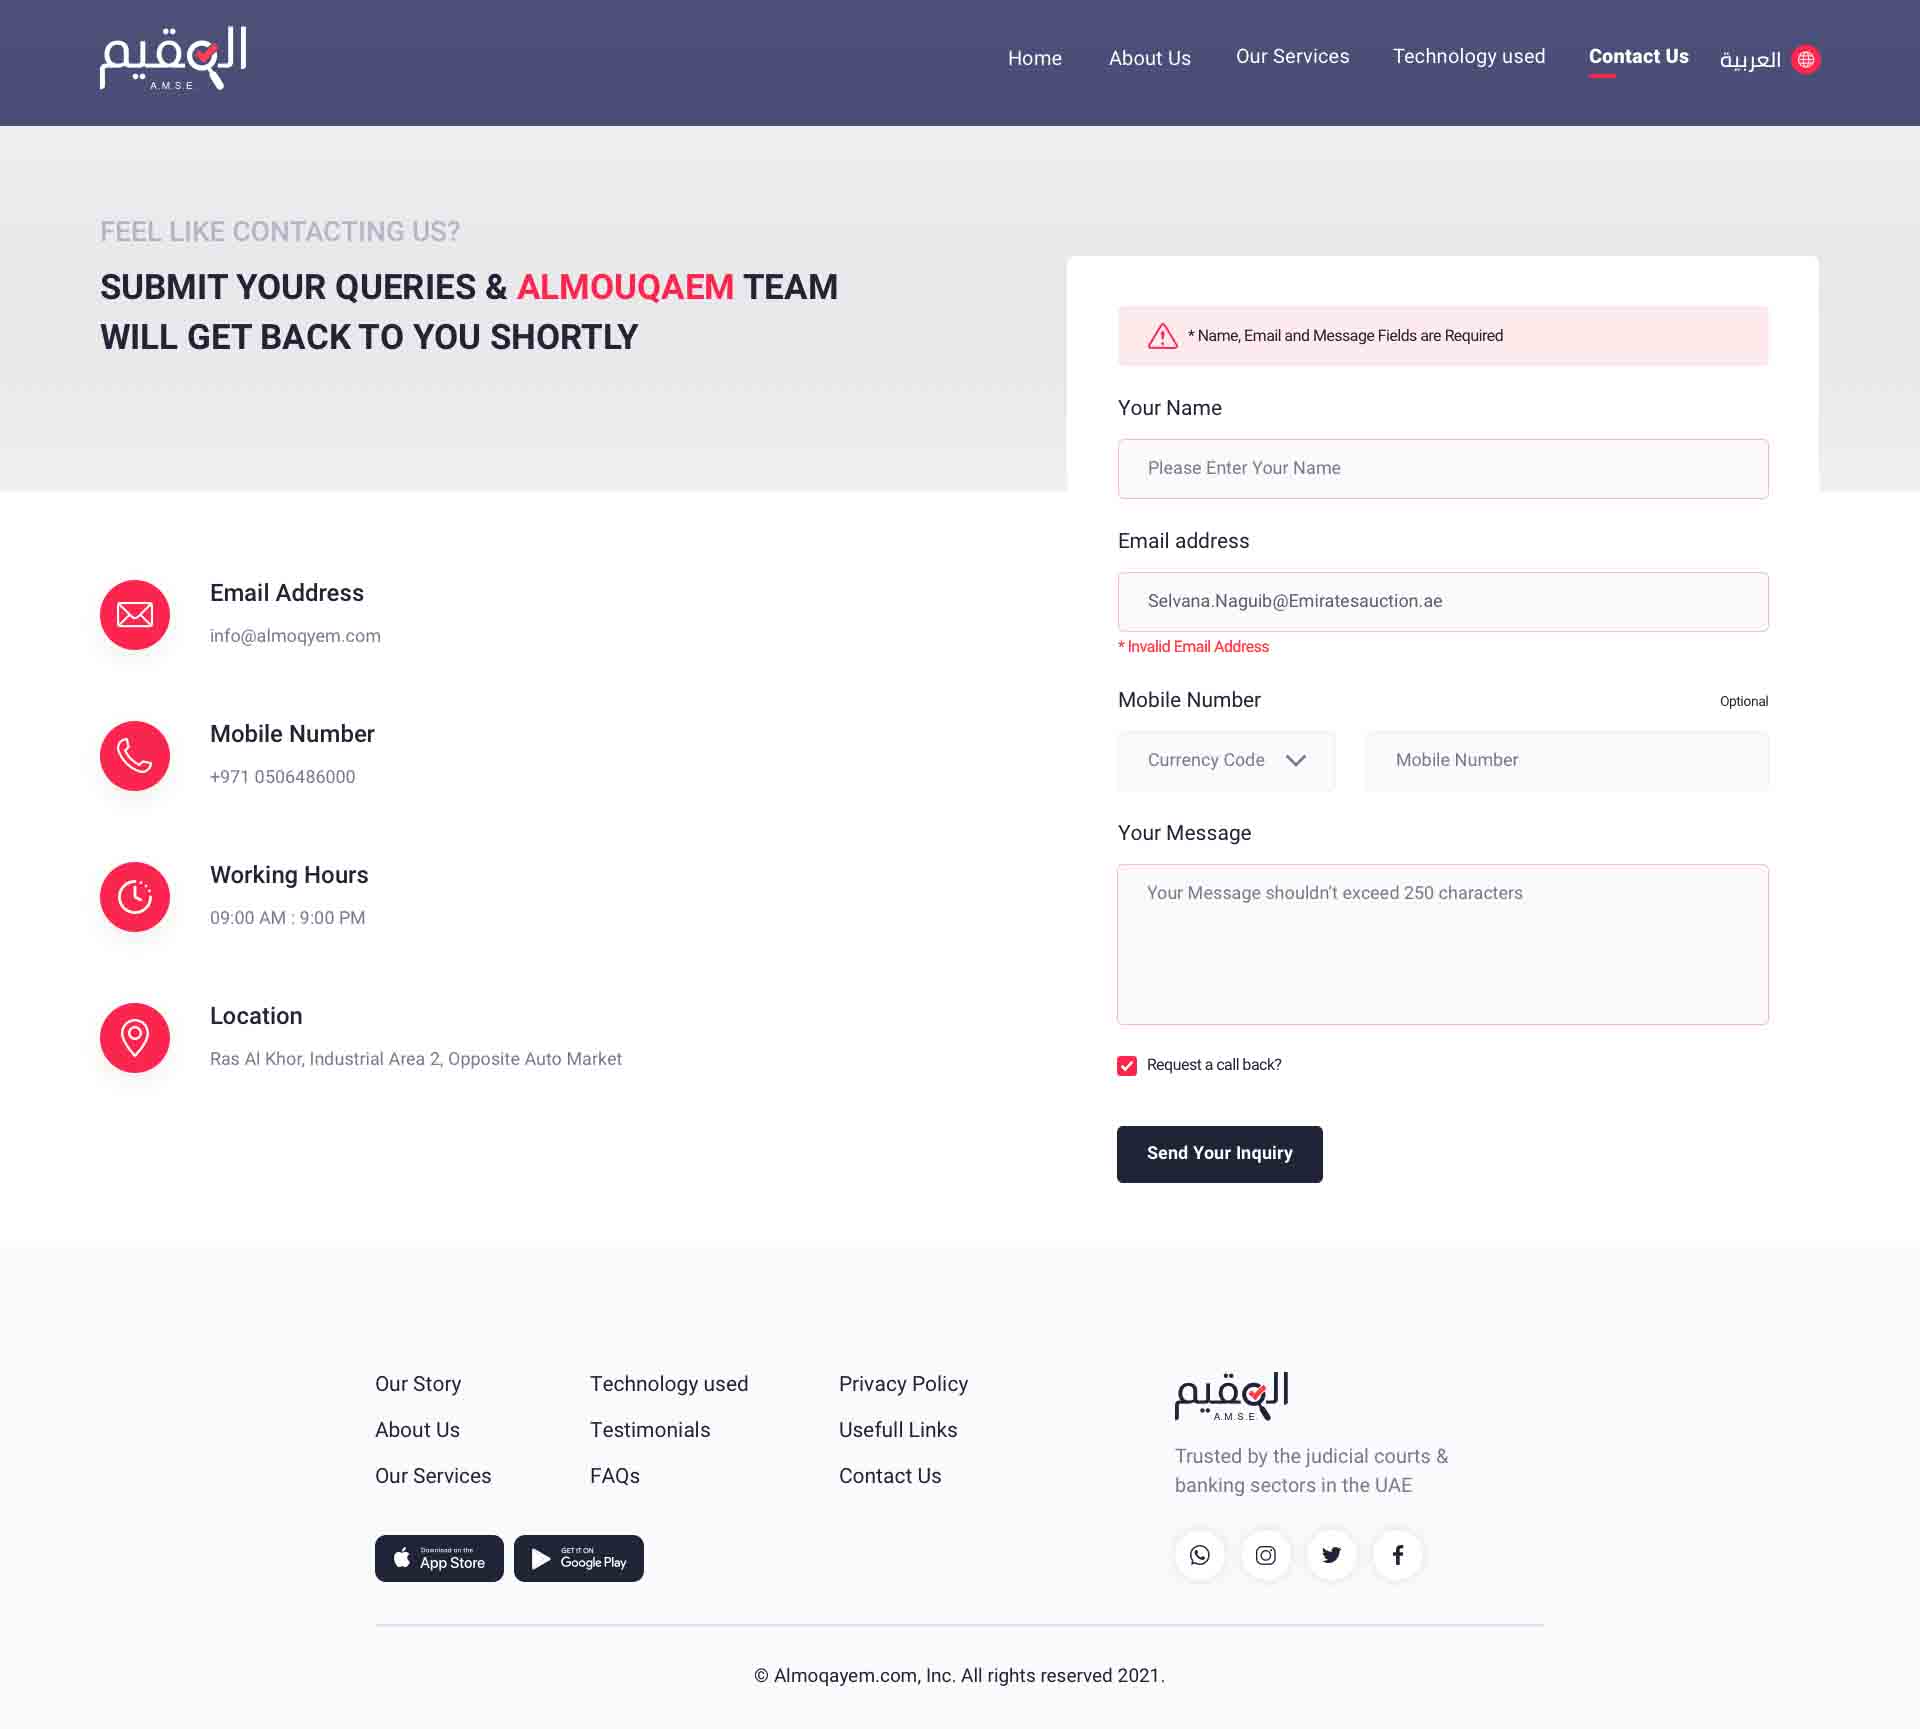 المقيم
A.M.S.E.
Home
About Us
Our Services
Technology used
Contact Us
العربية
FEEL LIKE CONTACTING US?
SUBMIT YOUR QUERIES & ALMOUQAEM TEAM
WILL GET BACK TO YOU SHORTLY
Email Address
info@almoqyem.com
Mobile Number
+971 0506486000
Working Hours
09:00 AM : 9:00 PM
Location
Ras Al Khor, Industrial Area 2, Opposite Auto Market
* Name, Email and Message Fields are Required
Your Name
Please Enter Your Name
Email address
Selvana.Naguib@Emiratesauction.ae
* Invalid Email Address
Mobile Number
Optional
Currency Code
Mobile Number
Your Message
Your Message shouldn't exceed 250 characters
Request a call back?
Send Your Inquiry
Our Story
About Us
Our Services
Technology used
Testimonials
FAQs
Privacy Policy
Usefull Links
Contact Us
Download on the
App Store
GET IT ON
Google Play
المقيم
A.M.S.E.
Trusted by the judicial courts &
banking sectors in the UAE
© Almoqayem.com, Inc. All rights reserved 2021.